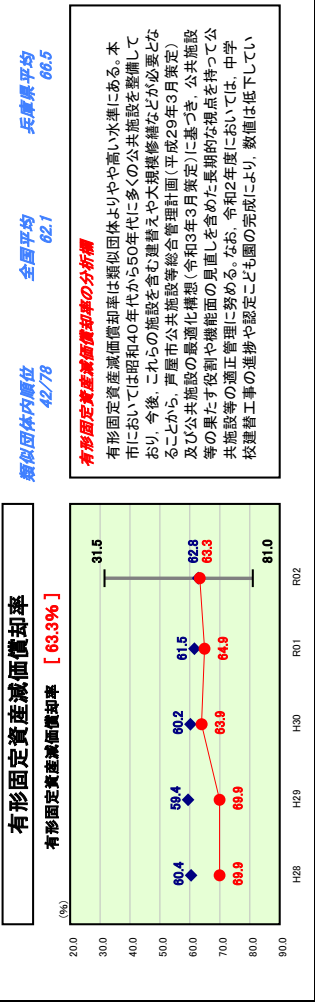 有形固定資産減価償却率
有形固定資産減価償却率 [ 63.3% ]
(%)
20.0
30.0
40.0
50.0
60.0
70.0
80.0
90.0
60.4
59.4
60.2
61.5
62.8
69.9
69.9
63.9
64.9
63.3
31.5
81.0
H28
H29
H30
R01
R02
類似団体内順位
42/78
全国平均
62.1
兵庫県平均
66.5
有形固定資産減価償却率の分析欄
有形固定資産減価償却率は類似団体よりやや高い水準にある。本
市においては昭和40年代から50年代に多くの公共施設を整備して
おり、今後、これらの施設を含む建替えや大規模修繕などが必要とな
ることから、芦屋市公共施設等総合管理計画(平成29年3月策定)
及び公共施設の最適化構想(令和3年3月策定)に基づき、公共施設
等の果たす役割や機能面の見直しを含めた長期的な視点を持って公
共施設等の適正管理に努める。なお、令和2年度においては、中学
校建替工事の進捗や認定こども園の完成により、数値は低下してい